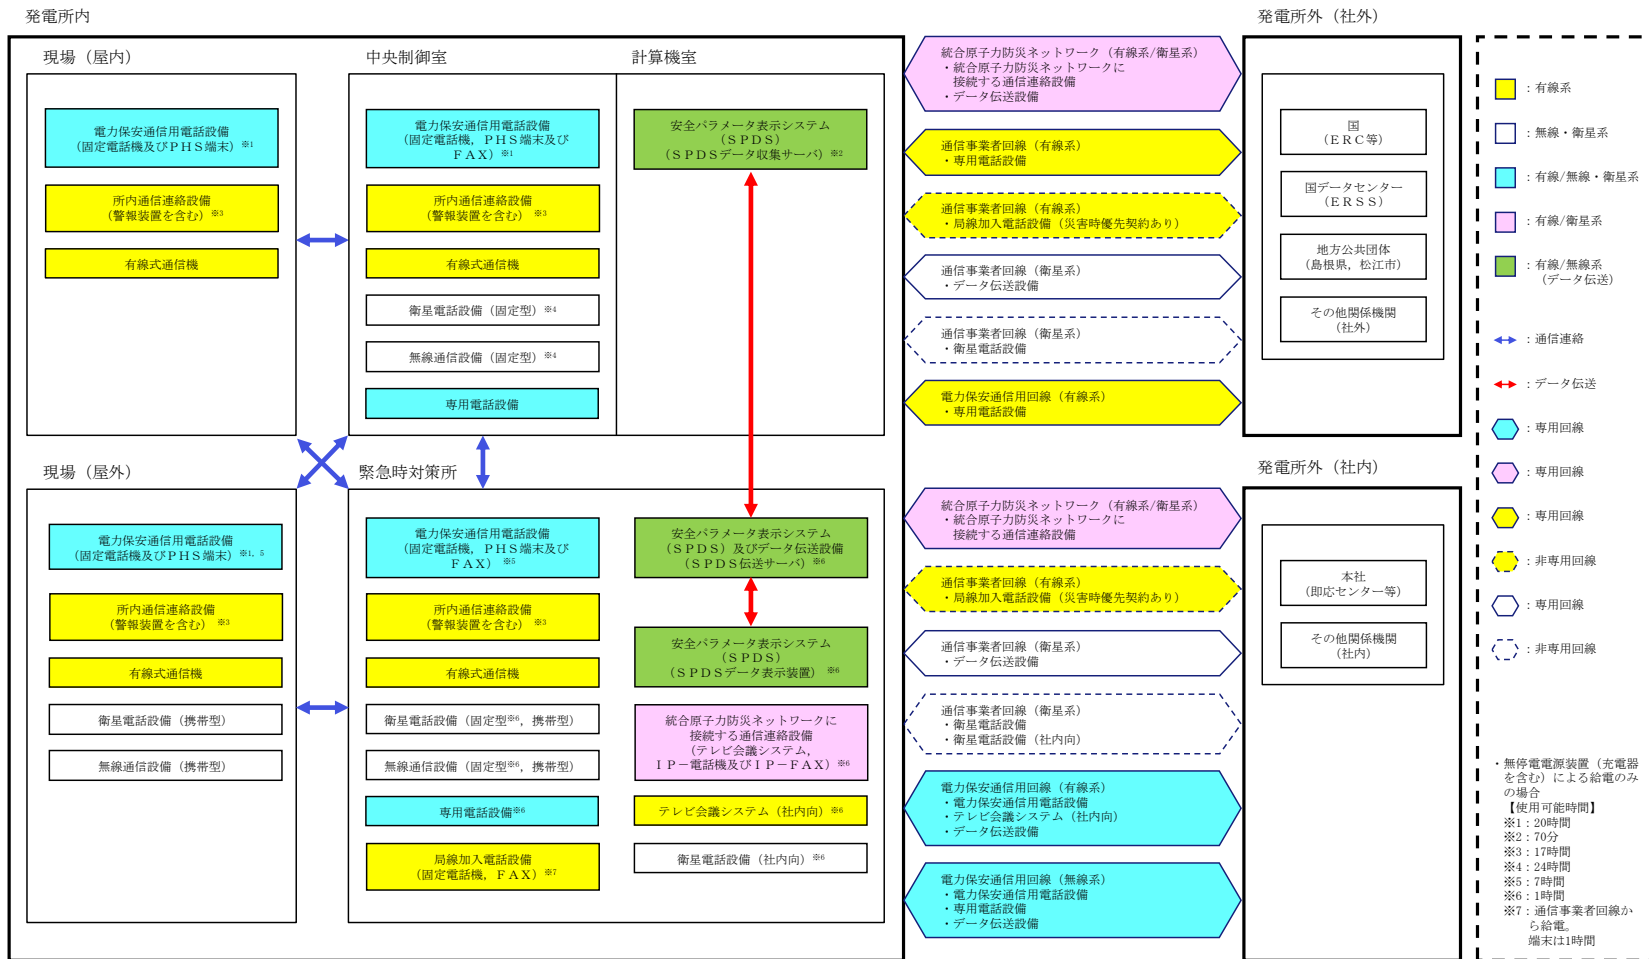 発電所内
現場（屋内）
電力保安通信用電話設備
（固定電話機及びＰＨＳ端末）※1
所内通信連絡設備
（警報装置を含む）※3
有線式通信機
中央制御室
電力保安通信用電話設備
（固定電話機，ＰＨＳ端末及び
ＦＡＸ）※1
所内通信連絡設備
（警報装置を含む）※3
有線式通信機
衛星電話設備（固定型）※4
無線通信設備（固定型）※4
専用電話設備
計算機室
安全パラメータ表示システム
（ＳＰＤＳ）
（ＳＰＤＳデータ収集サーバ）※2
現場（屋外）
電力保安通信用電話設備
（固定電話機及びＰＨＳ端末）※1，5
所内通信連絡設備
（警報装置を含む）※3
有線式通信機
衛星電話設備（携帯型）
無線通信設備（携帯型）
緊急時対策所
電力保安通信用電話設備
（固定電話機，ＰＨＳ端末及び
ＦＡＸ）※5
所内通信連絡設備
（警報装置を含む）※3
有線式通信機
衛星電話設備（固定型※6，携帯型）
無線通信設備（固定型※6，携帯型）
専用電話設備※6
局線加入電話設備
（固定電話機，ＦＡＸ）※7
安全パラメータ表示システム
（ＳＰＤＳ）及びデータ伝送設備
（ＳＰＤＳ伝送サーバ）※6
安全パラメータ表示システム
（ＳＰＤＳ）
（ＳＰＤＳデータ表示装置）※6
統合原子力防災ネットワークに
接続する通信連絡設備
（テレビ会議システム，
ＩＰ－電話機及びＩＰ－ＦＡＸ）※6
テレビ会議システム（社内向）※6
衛星電話設備（社内向）※6
統合原子力防災ネットワーク（有線系/衛星系）
・統合原子力防災ネットワークに
接続する通信連絡設備
・データ伝送設備
通信事業者回線（有線系）
・専用電話設備
通信事業者回線（有線系）
・局線加入電話設備（災害時優先契約あり）
通信事業者回線（衛星系）
・データ伝送設備
通信事業者回線（衛星系）
・衛星電話設備
電力保安通信用回線（有線系）
・専用電話設備
統合原子力防災ネットワーク（有線系/衛星系）
・統合原子力防災ネットワークに
接続する通信連絡設備
通信事業者回線（有線系）
・局線加入電話設備（災害時優先契約あり）
通信事業者回線（衛星系）
・データ伝送設備
通信事業者回線（衛星系）
・衛星電話設備
・衛星電話設備（社内向）
電力保安通信用回線（有線系）
・電力保安通信用電話設備
・テレビ会議システム（社内向）
・データ伝送設備
電力保安通信用回線（無線系）
・電力保安通信用電話設備
・専用電話設備
・データ伝送設備
発電所外（社外）
国
（ＥＲＣ等）
国データセンター
（ＥＲＳＳ）
地方公共団体
（島根県，松江市）
その他関係機関
（社外）
発電所外（社内）
本社
（即応センター等）
その他関係機関
（社内）
：有線系
：無線・衛星系
：有線/無線・衛星系
：有線/衛星系
：有線/無線系
（データ伝送）
：通信連絡
：データ伝送
：専用回線
：専用回線
：専用回線
：非専用回線
：専用回線
：非専用回線
・無停電電源装置（充電器
を含む）による給電のみ
の場合
【使用可能時間】
※1：20時間
※2：70分
※3：17時間
※4：24時間
※5：7時間
※6：1時間
※7：通信事業者回線か
ら給電。
端末は1時間